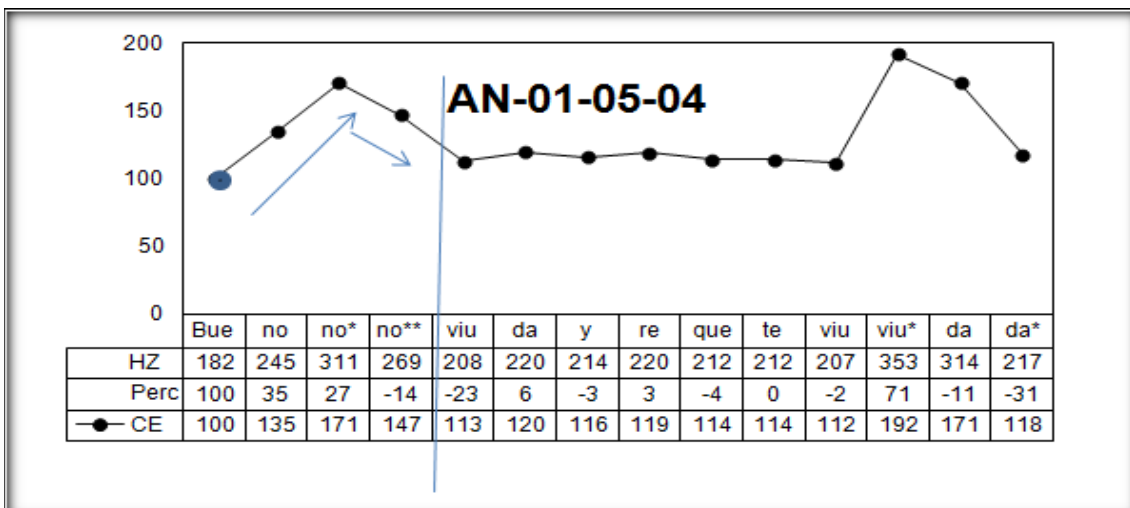 200
AN-01-05-04
150
100
50
0
Bue no no* no** viu da y re que te viu viu* da da*
HZ 182 245 311 269 208 220 214 220 212 212 207 353 314 217
Perc 100 35 27 -14 -23 6 -3 3 -4 0 -2 71 -11 -31
CE 100 135 171 147 113 120 116 119 114 114 112 192 171 118